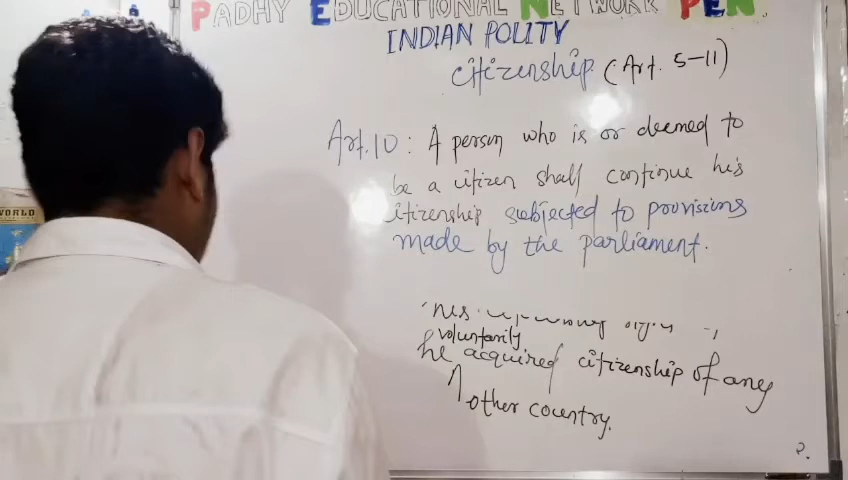 PADHY EDUCATIONAL NETWORK PEN
INDIAN POLITY
Citizenship (Art. 5-11)
Art.10: A person who is or deemed to
be a citizen shall continue his
citizenship subjected to provisions
made by the parliament.
voluntarily
he acquired citizenship of any
other country.
WORLD
2.